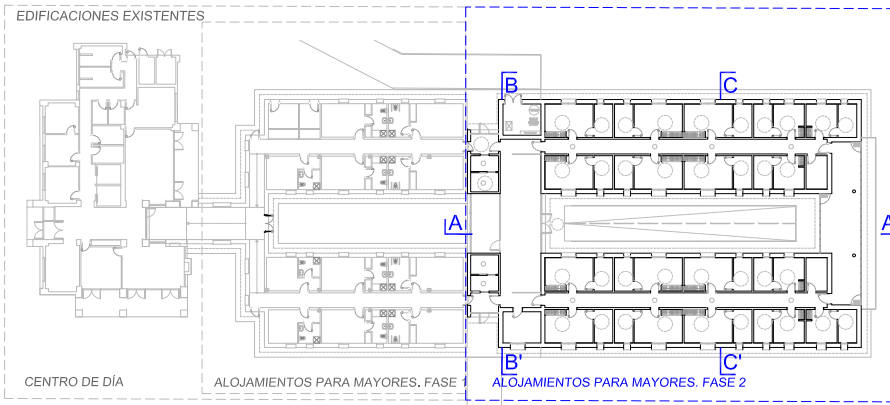 EDIFICACIONES EXISTENTES
B
C
A
A
B'
C'
CENTRO DE DÍA
ALOJAMIENTOS PARA MAYORES. FASE 1
ALOJAMIENTOS PARA MAYORES. FASE 2